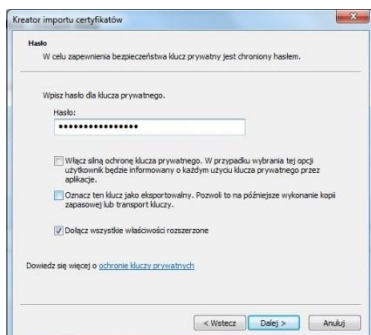 Kreator importu certyfikatów
Hasło
W celu zapewnienia bezpieczeństwa klucz prywatny jest chroniony hasłem.
Wpisz hasło dla klucza prywatnego.
Hasło:
••••••••••••••••
Włącz silną ochronę klucza prywatnego. W przypadku wybrania tej opcji
użytkownik będzie informowany o każdym użyciu klucza prywatnego przez
aplikacje.
Oznacz ten klucz jako eksportowalny. Pozwoli to na późniejsze wykonanie kopii
zapasowej lub transport kluczy.
Dołącz wszystkie właściwości rozszerzone
Dowiedz się więcej o ochronie kluczy prywatnych
< Wstecz Dalej > Anuluj